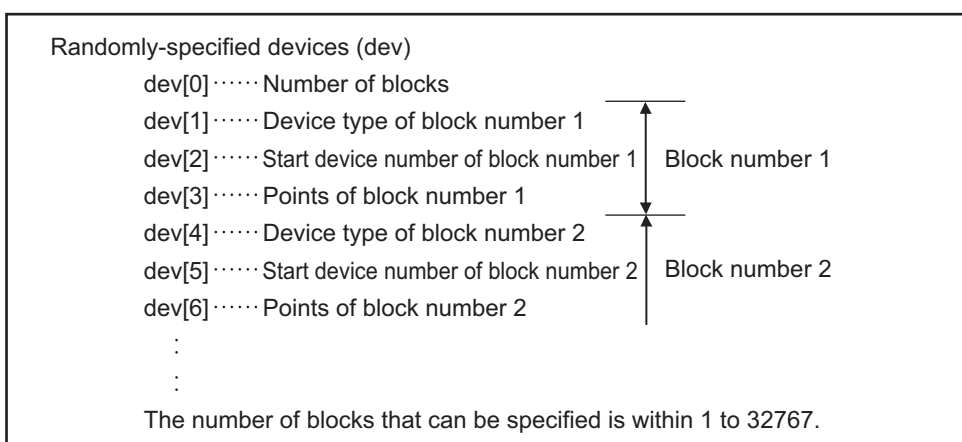 Randomly-specified devices (dev)
dev[0]······Number of blocks
dev[1]······Device type of block number 1
dev[2]······Start device number of block number 1 Block number 1
dev[3]······Points of block number 1
dev[4]······Device type of block number 2
dev[5]······Start device number of block number 2 Block number 2
dev[6]······Points of block number 2
:
:
The number of blocks that can be specified is within 1 to 32767.